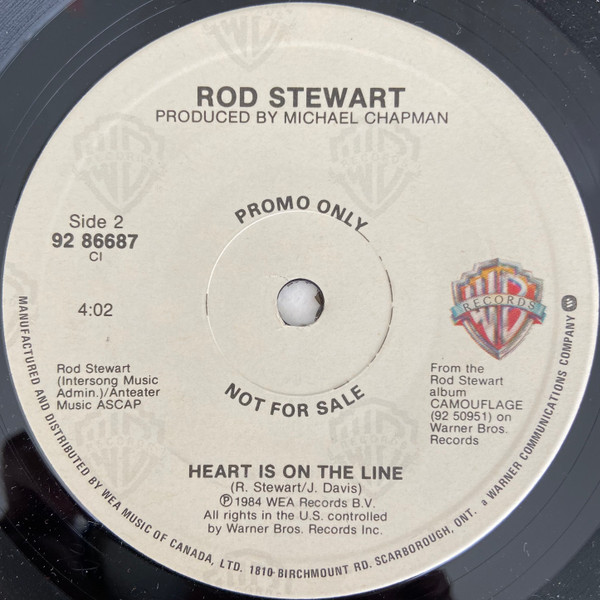 ROD STEWART
PRODUCED BY MICHAEL CHAPMAN
PROMO ONLY
Side 2
92 86687
CI
4:02
WB
RECORDS
Rod Stewart
(Intersong Music
Admin.)/Anteater
Music ASCAP
From the
Rod Stewart
album
CAMOUFLAGE
(92 50951) on
Warner Bros.
Records
NOT FOR SALE
HEART IS ON THE LINE
(R. Stewart/J. Davis)
Ⓟ1984 WEA Records B.V.
All rights in the U.S. controlled
by Warner Bros. Records Inc.
MANUFACTURED AND DISTRIBUTED BY WEA MUSIC OF CANADA, LTD. 1810 BIRCHMOUNT RD. SCARBOROUGH, ONT. a WARNER COMMUNICATIONS COMPANY